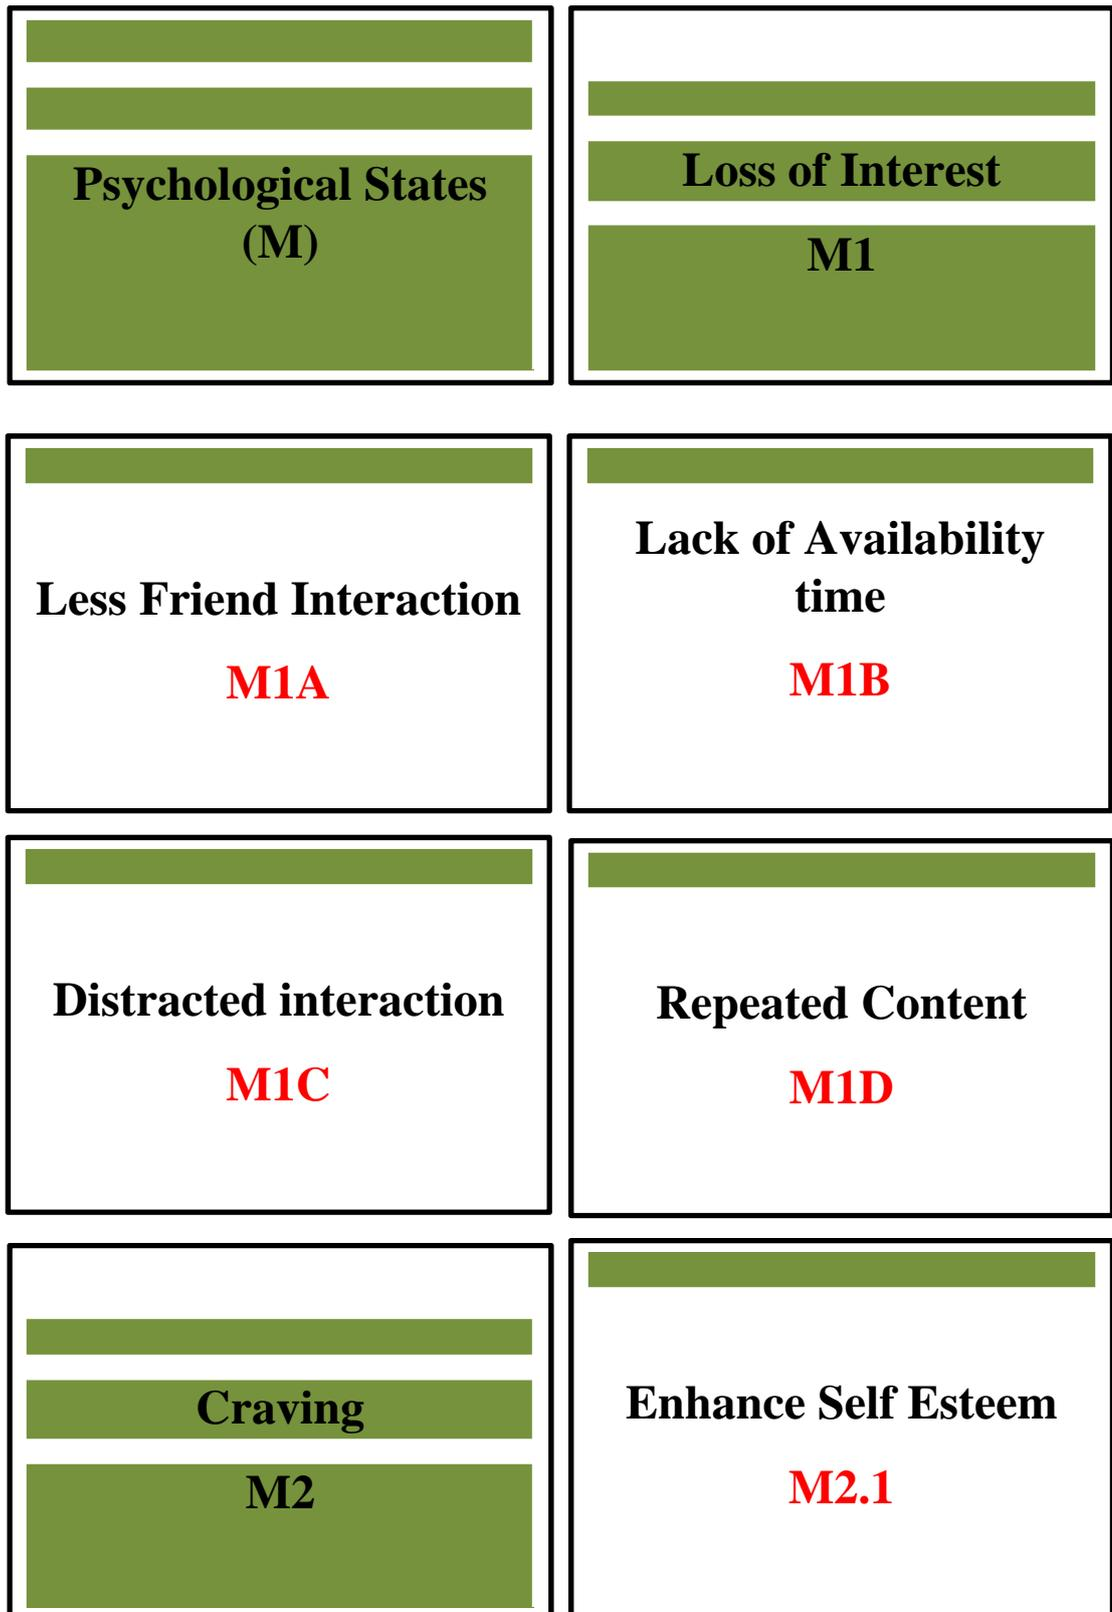 Psychological States
(M)
Loss of Interest
M1
Less Friend Interaction
M1A
Lack of Availability
time
M1B
Distracted interaction
M1C
Repeated Content
M1D
Craving
M2
Enhance Self Esteem
M2.1